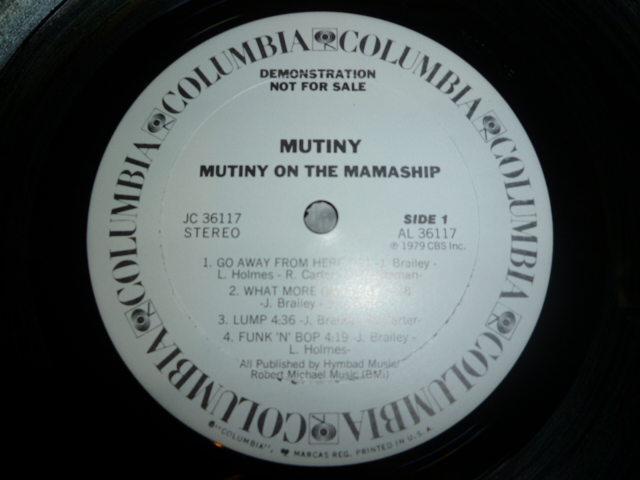 COLUMBIA COLUMBIA COLUMBIA COLUMBIA COLUMBIA COLUMBIA
DEMONSTRATION
NOT FOR SALE
MUTINY
MUTINY ON THE MAMASHIP
JC 36117
STEREO
SIDE 1
AL 36117
℗ 1979 CBS Inc.
1. GO AWAY FROM HERE J. Brailey -
L. Holmes - R. Carter
2. WHAT MORE
-J. Brailey -
3. LUMP 4:36 -J.
4. FUNK 'N' BOP 4:19 -J. Brailey -
L. Holmes-
All Published by Hymbad Music/
Robert Michael Music (BMI)
"COLUMBIA", MARCAS REG. PRINTED IN U.S.A.